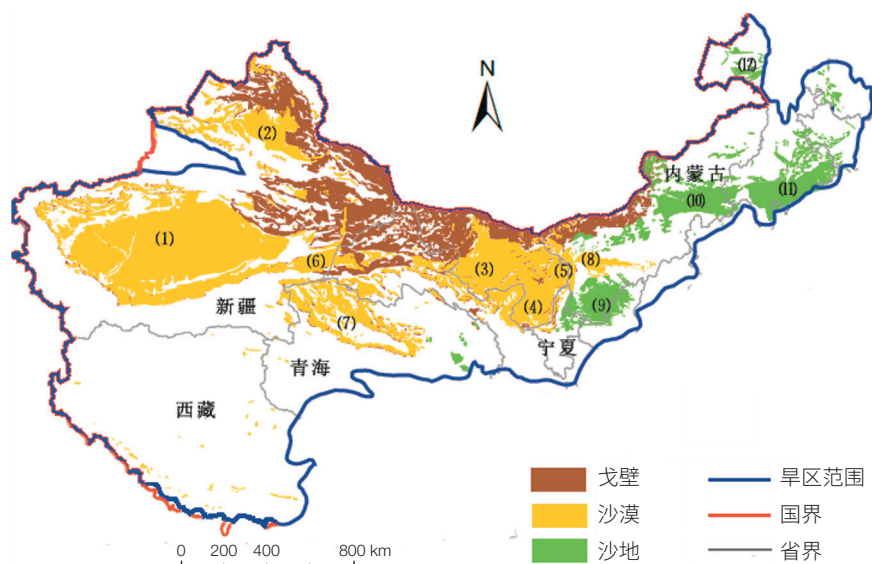 N
(12)
(2)
内蒙古
(10)
(11)
(1)
(6)
(3)
(5)
(8)
(4)
(9)
新疆
(7)
宁夏
青海
西藏
戈壁
旱区范围
沙漠
国界
沙地
省界
0 200 400 800 km